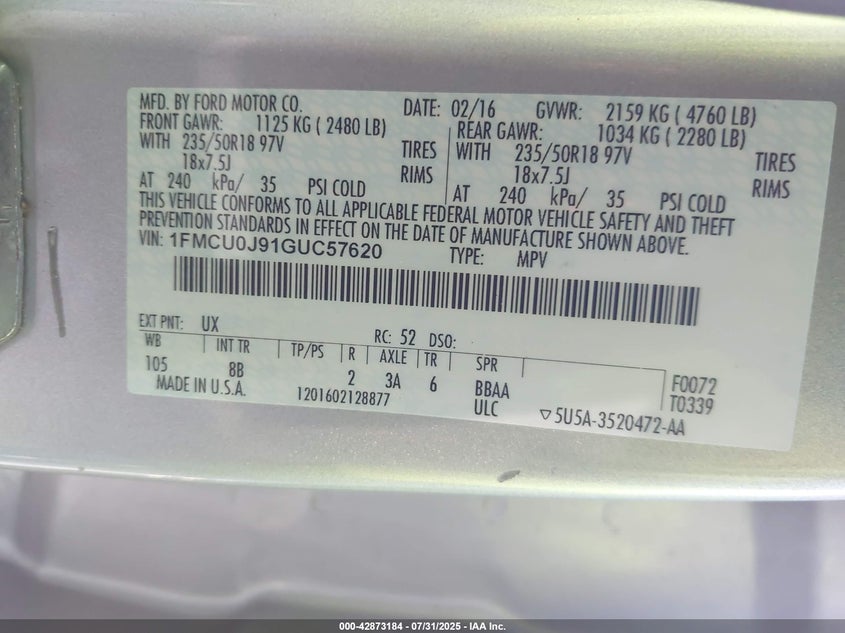 MFD. BY FORD MOTOR CO. DATE: 02/16 GVWR: 2159 KG ( 4760 LB)
FRONT GAWR: 1125 KG ( 2480 LB) REAR GAWR: 1034 KG ( 2280 LB)
WITH 235/50R18 97V TIRES WITH 235/50R18 97V TIRES
18x7.5J RIMS 18x7.5J RIMS
AT 240 kPa/ 35 PSI COLD AT 240 kPa/ 35 PSI COLD
THIS VEHICLE CONFORMS TO ALL APPLICABLE FEDERAL MOTOR VEHICLE SAFETY AND THEFT
PREVENTION STANDARDS IN EFFECT ON THE DATE OF MANUFACTURE SHOWN ABOVE.
VIN: 1FMCU0J91GUC57620 TYPE: MPV
EXT PNT: UX RC: 52 DSO:
WB INT TR TP/PS R AXLE TR SPR
105 8B 2 3A 6 BBAA F0072
MADE IN U.S.A. 1201602128877 ULC T0339
▽5U5A-3520472-AA
000-42873184 - 07/31/2025 - IAA Inc.